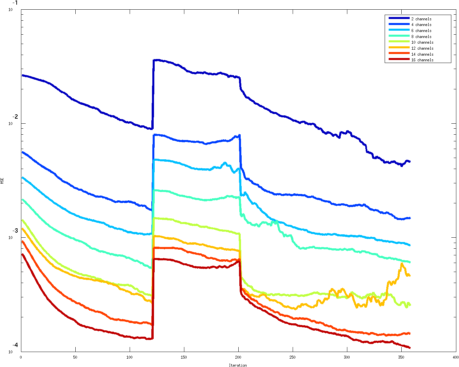 10^-1
2 channels
4 channels
6 channels
8 channels
10 channels
12 channels
14 channels
16 channels
10^-2
10^-3
10^-4
0 50 100 150 200 250 300 350 400
Iteration